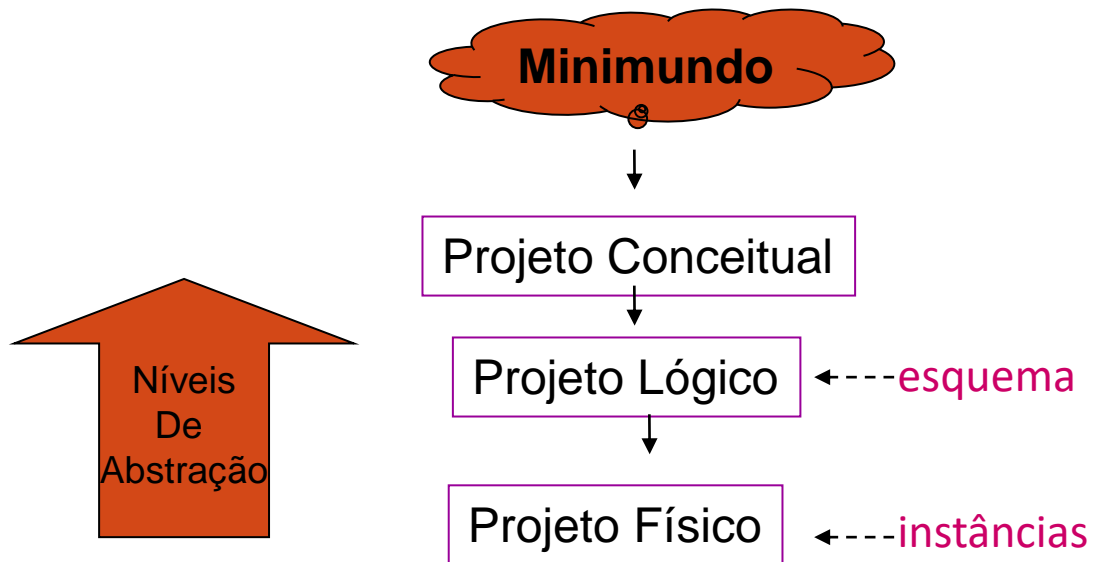 Minimundo
Projeto Conceitual
Níveis
De
Abstração
Projeto Lógico
esquema
Projeto Físico
instâncias